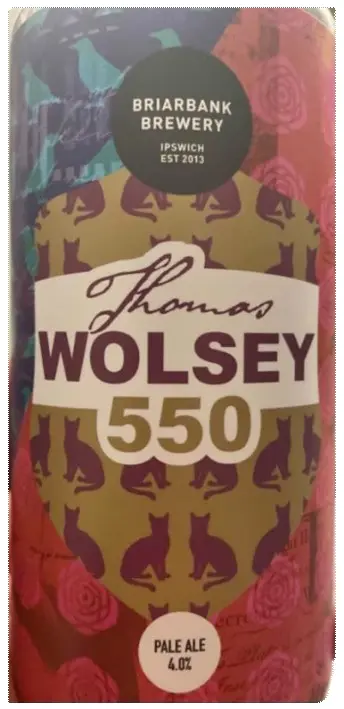 BRIARBANK
BREWERY
IPSWICH
EST 2013
Thomas
WOLSEY
550
PALE ALE
4.0%